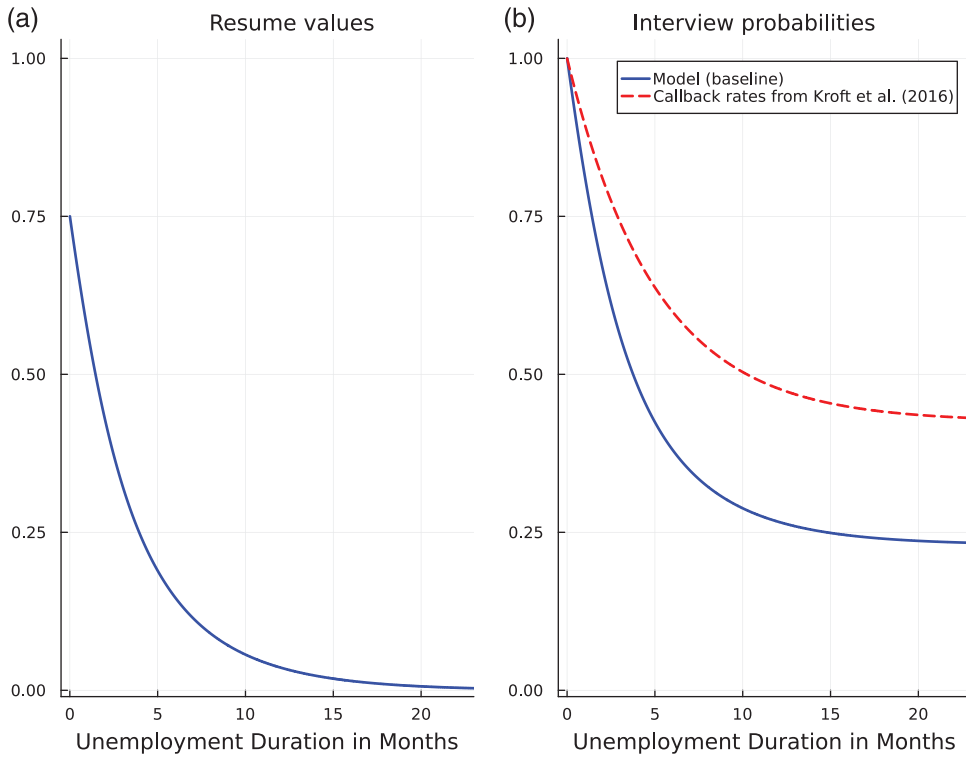 (a)
Resume values
1.00
0.75
0.50
0.25
0.00
0
5
10
15
20
Unemployment Duration in Months
(b)
Interview probabilities
Model (baseline)
Callback rates from Kroft et al. (2016)
1.00
0.75
0.50
0.25
0.00
0
5
10
15
20
Unemployment Duration in Months